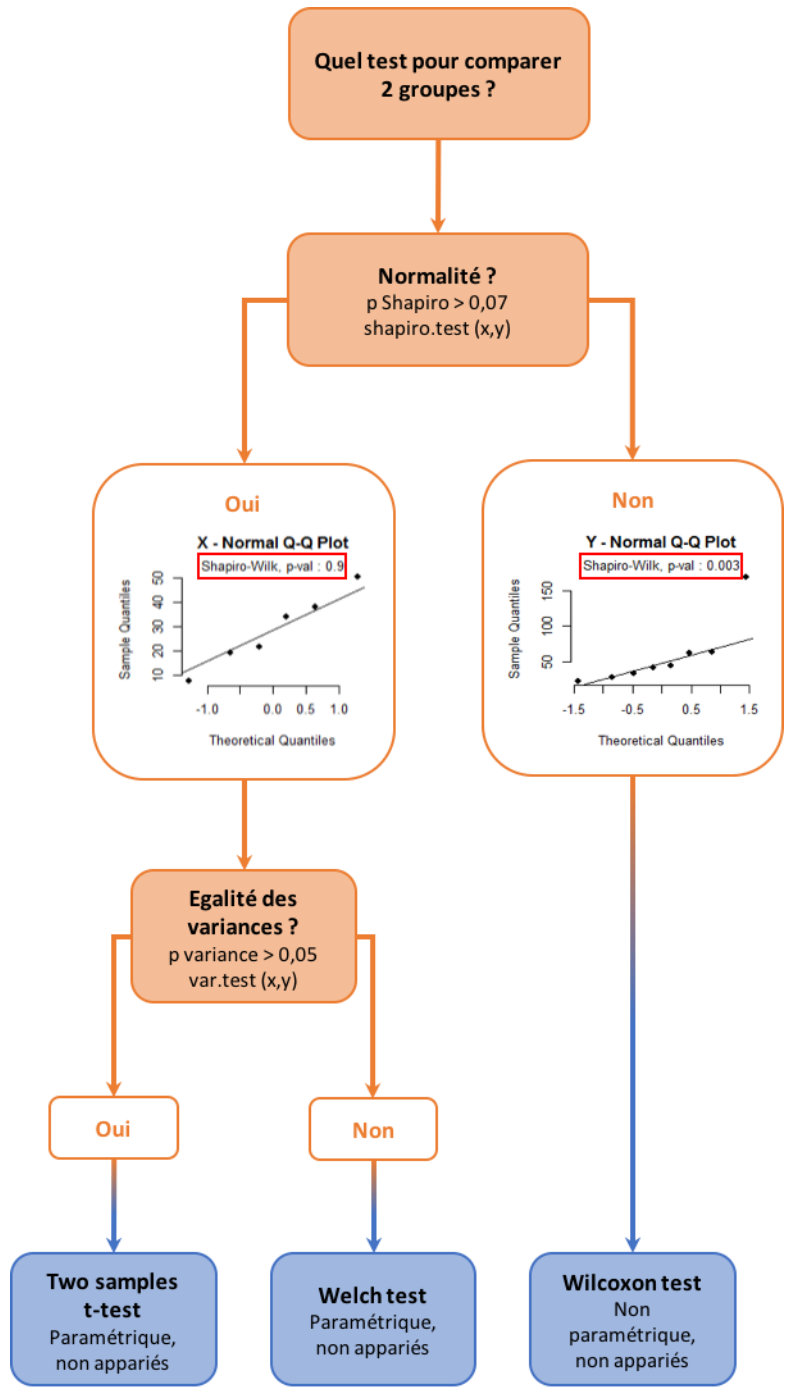 Quel test pour comparer
2 groupes ?
Normalité ?
p Shapiro > 0,07
shapiro.test (x,y)
Oui
X - Normal Q-Q Plot
Shapiro-Wilk, p-val : 0.9
Sample Quantiles
50
40
30
20
10
-1.0
0.0
0.5
1.0
Theoretical Quantiles
Non
Y - Normal Q-Q Plot
Shapiro-Wilk, p-val : 0.003
Sample Quantiles
150
100
50
-1.5
-0.5
0.5
1.5
Theoretical Quantiles
Egalité des
variances ?
p variance > 0,05
var.test (x,y)
Oui
Non
Two samples
t-test
Paramétrique,
non appariés
Welch test
Paramétrique,
non appariés
Wilcoxon test
Non
paramétrique,
non appariés